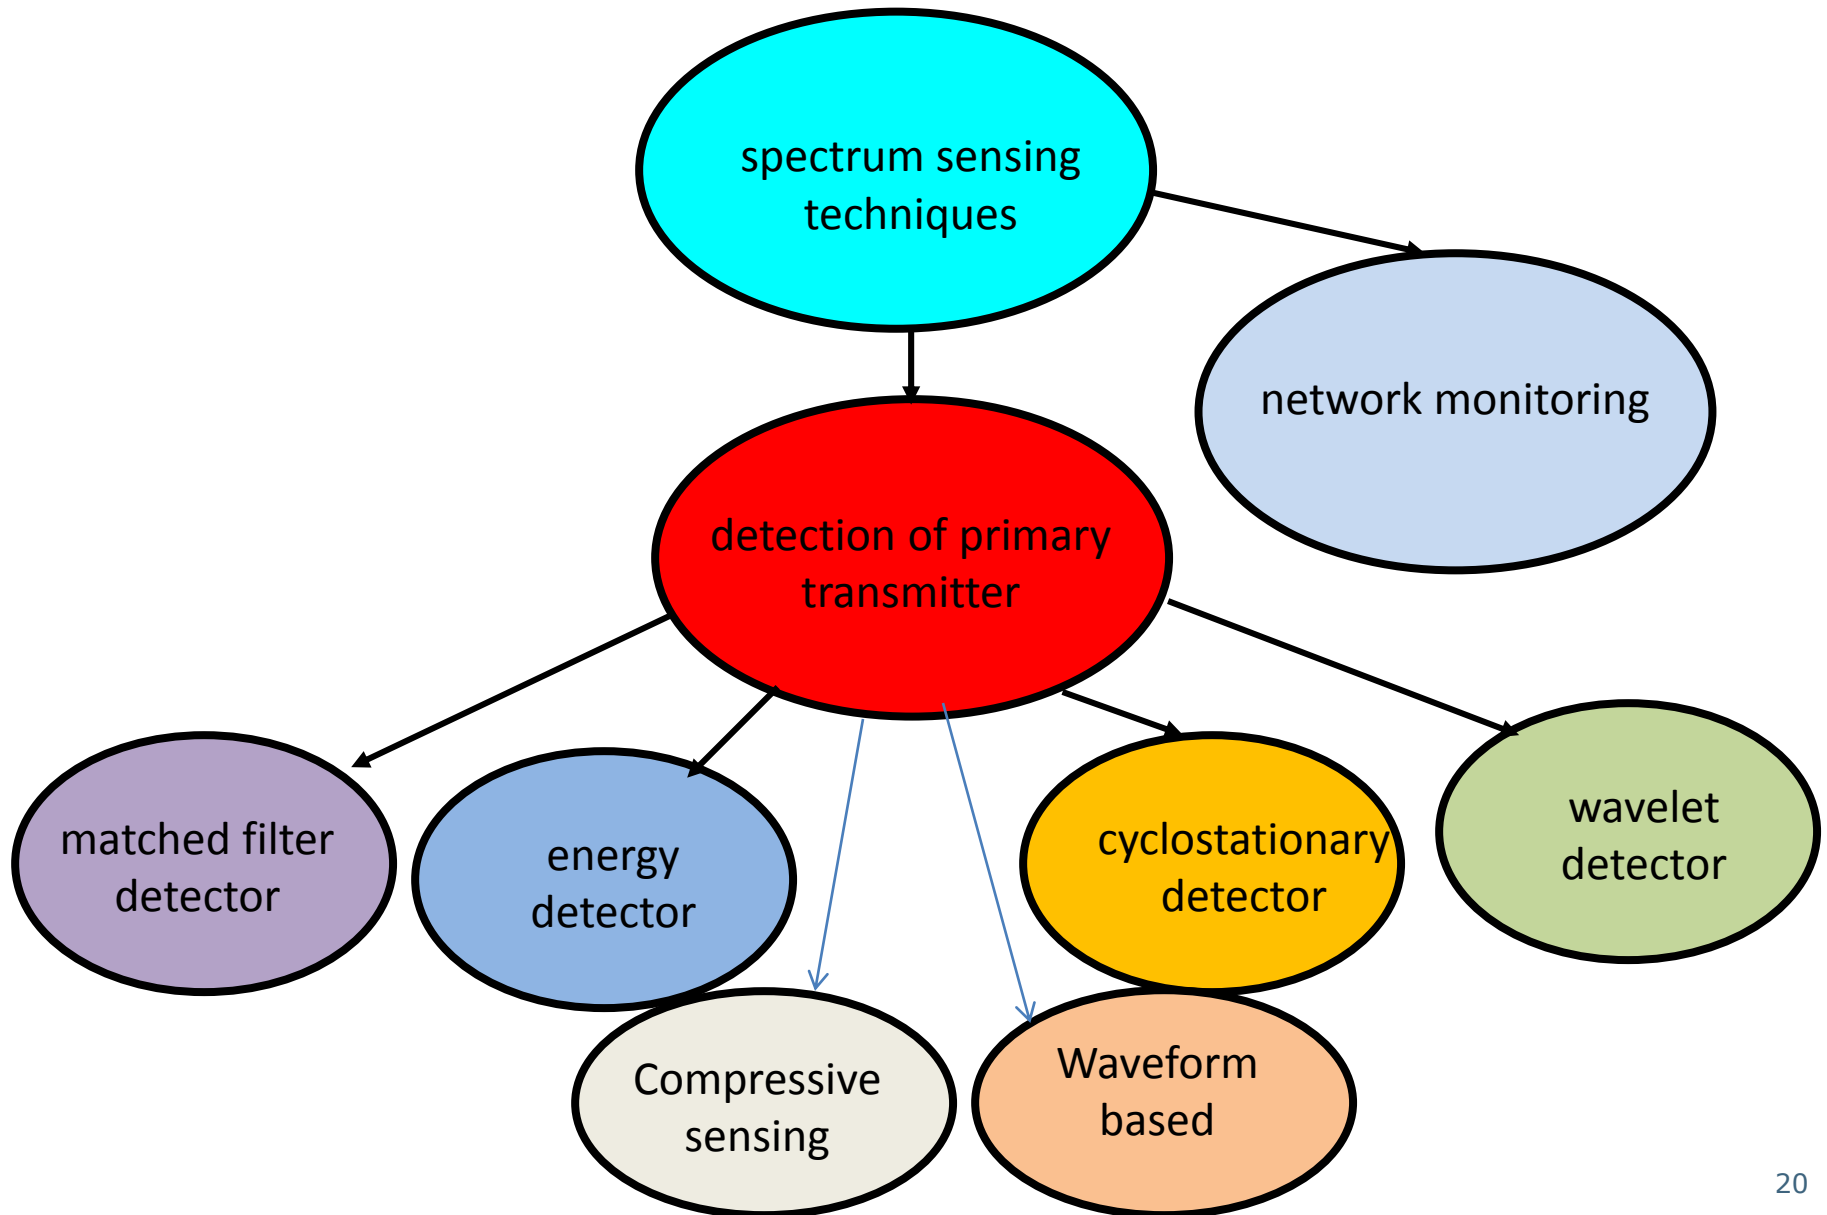 spectrum sensing
techniques
network monitoring
detection of primary
transmitter
matched filter
detector
energy
detector
cyclostationary
detector
wavelet
detector
Compressive
sensing
Waveform
based
20